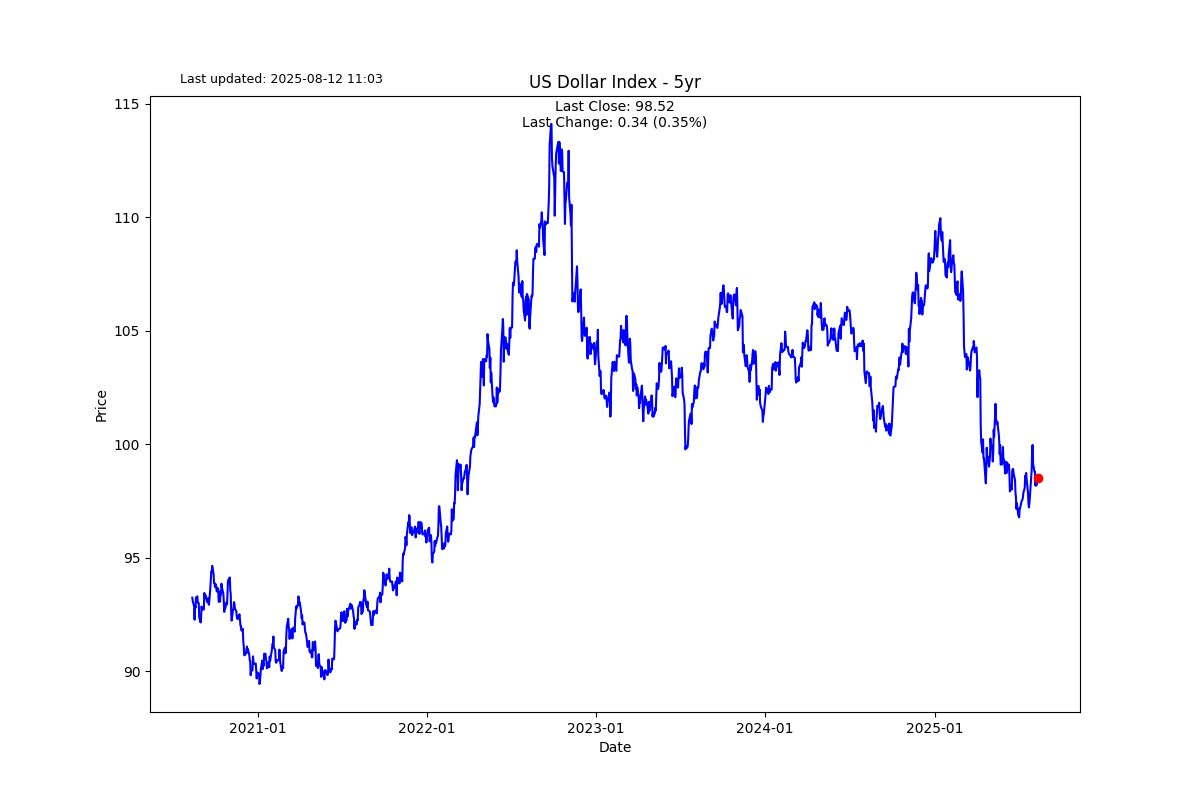 Last updated: 2025-08-12 11:03
US Dollar Index - 5yr
Last Close: 98.52
Last Change: 0.34 (0.35%)
115
110
105
100
95
90
Price
2021-01
2022-01
2023-01
2024-01
2025-01
Date